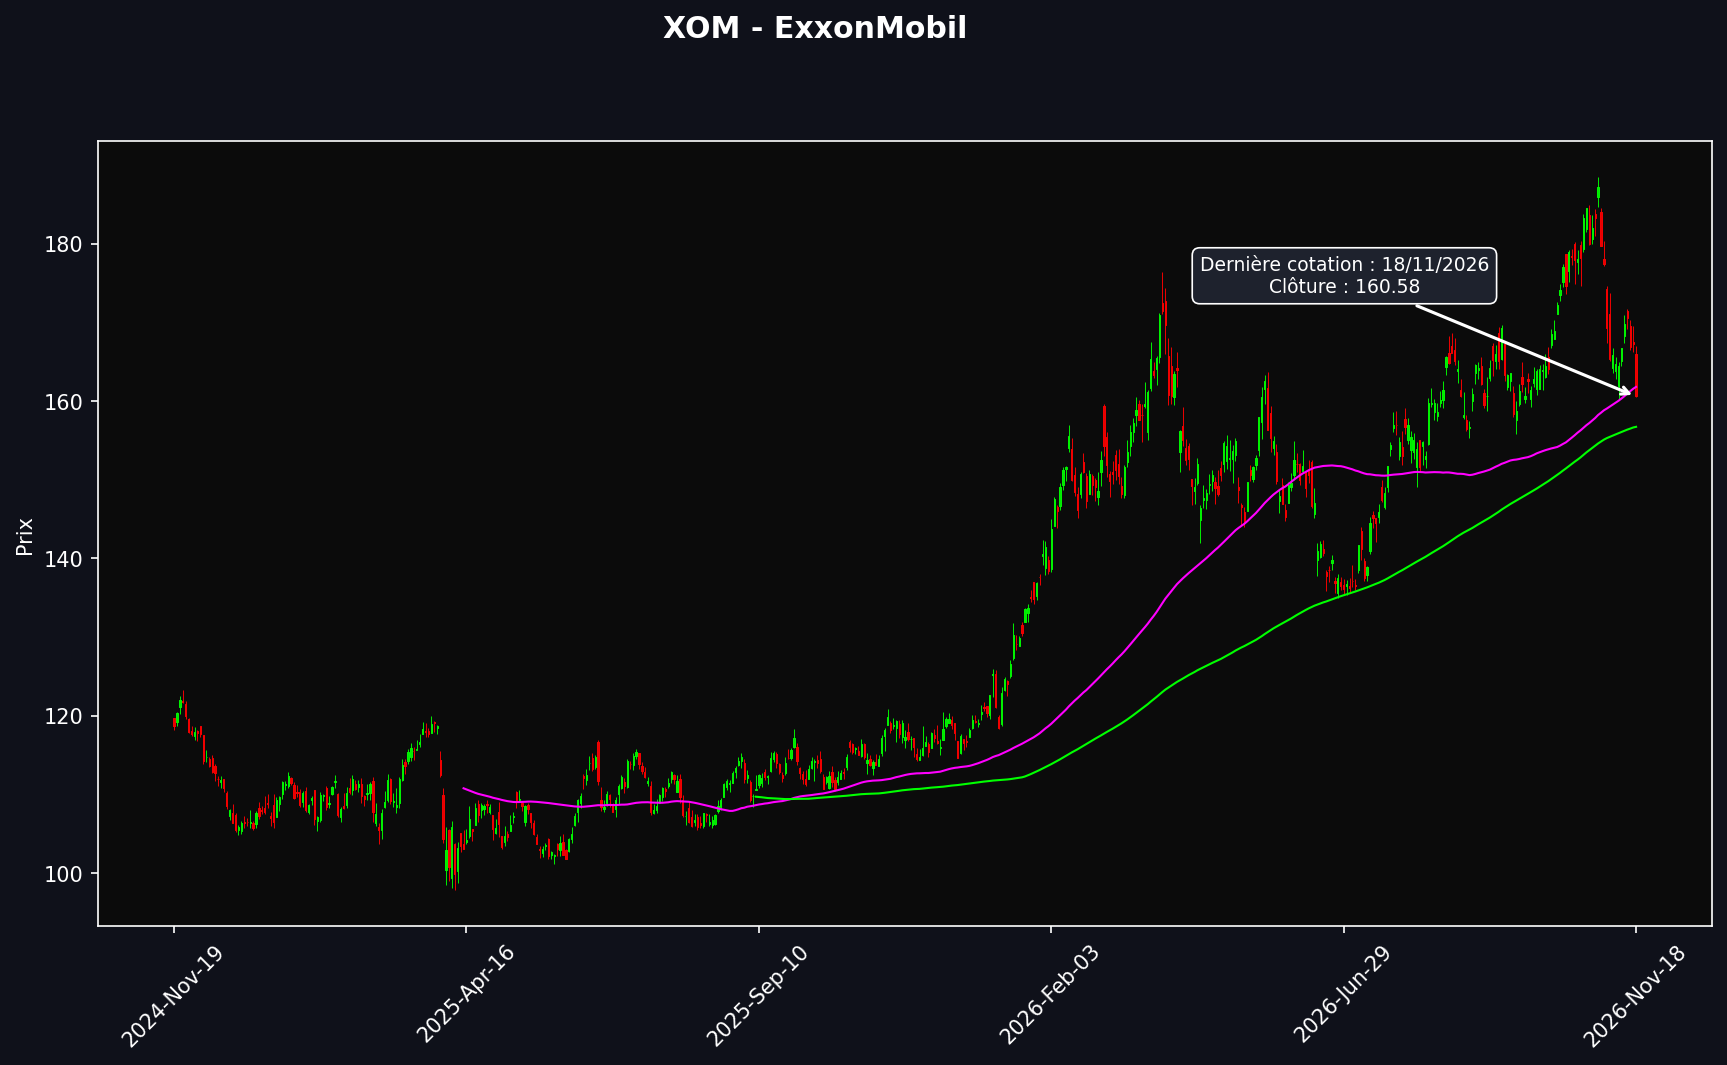 XOM - ExxonMobil
180
160
140
120
100
Prix
Dernière cotation : 18/11/2026
Clôture : 160.58
2024-Nov-19
2025-Apr-16
2025-Sep-10
2026-Feb-03
2026-Jun-29
2026-Nov-18